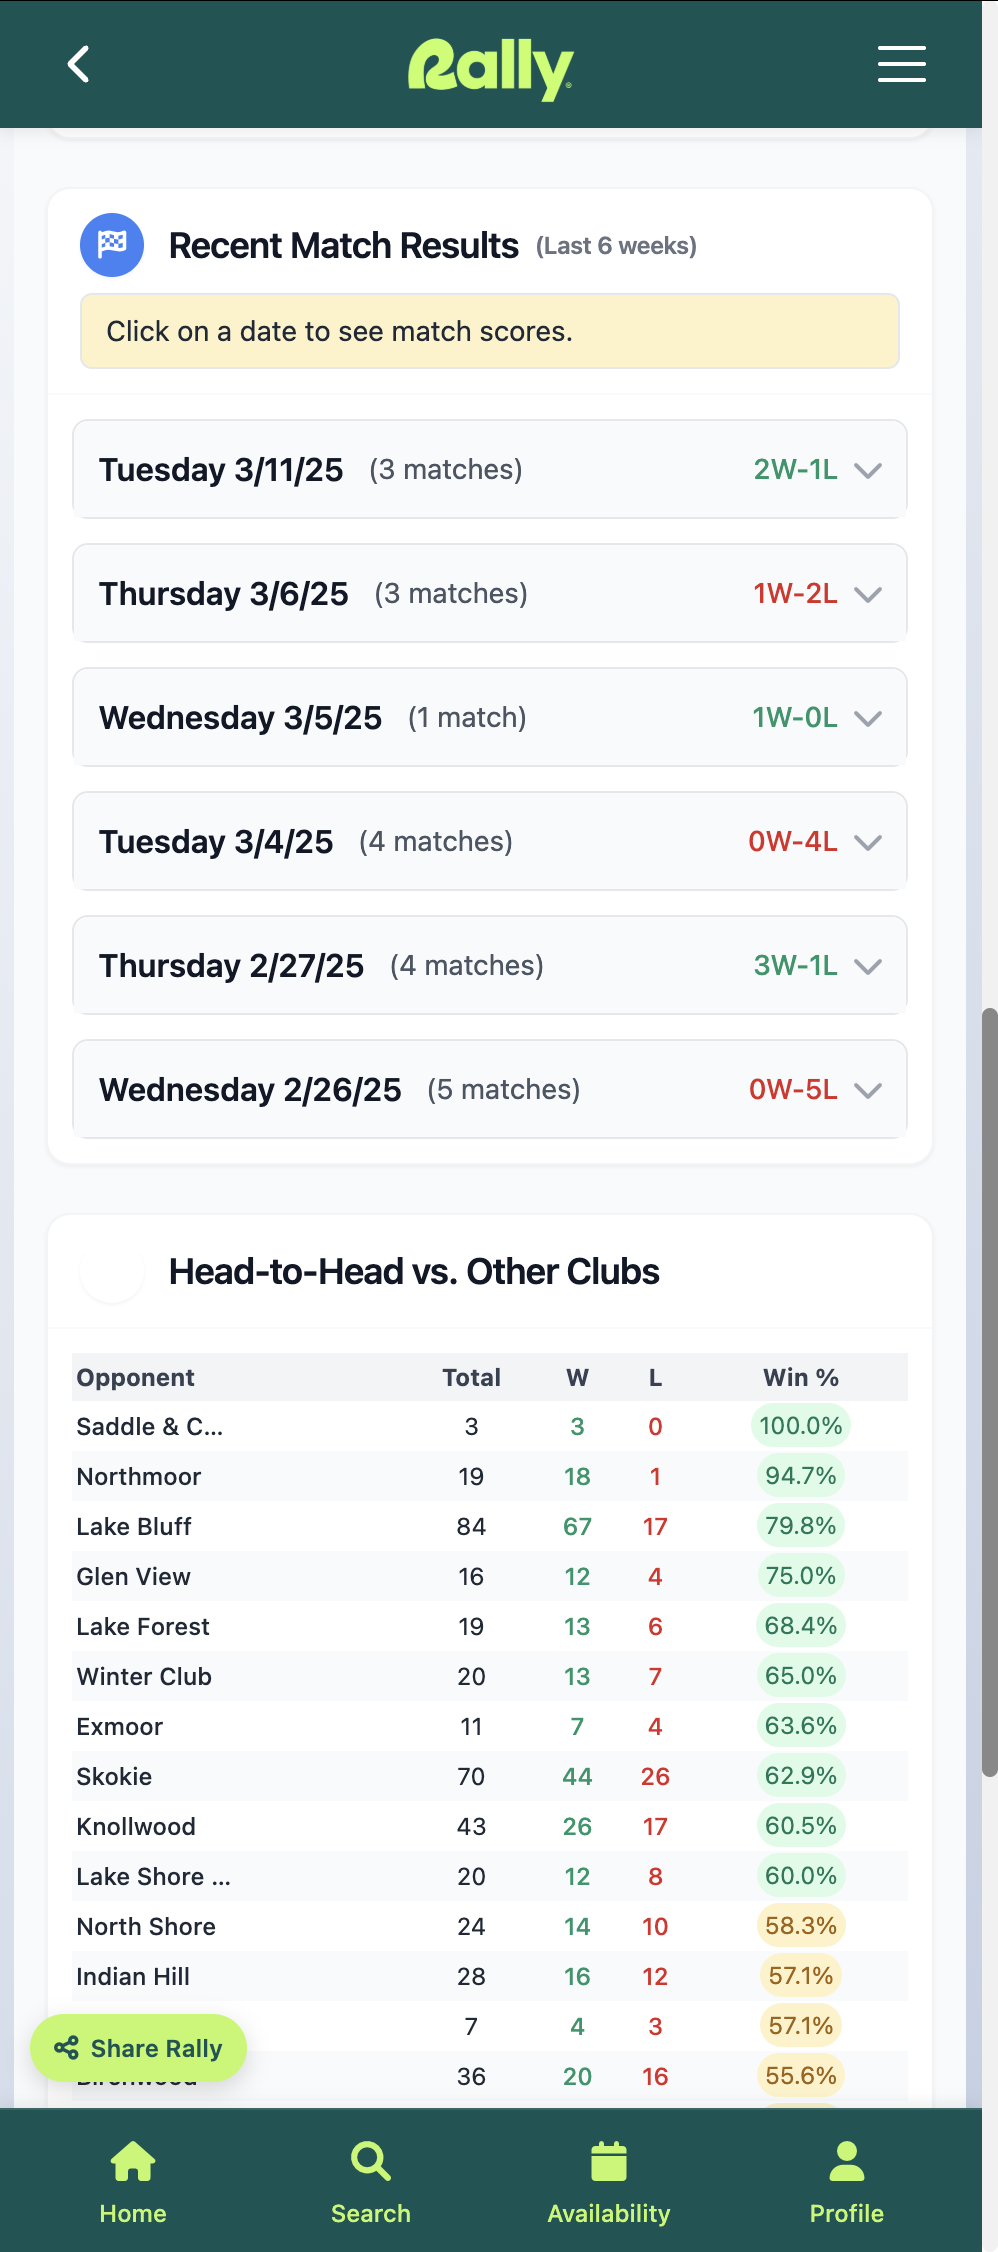 Rally
Recent Match Results (Last 6 weeks)
Click on a date to see match scores.
Tuesday 3/11/25 (3 matches) 2W-1L
Thursday 3/6/25 (3 matches) 1W-2L
Wednesday 3/5/25 (1 match) 1W-0L
Tuesday 3/4/25 (4 matches) 0W-4L
Thursday 2/27/25 (4 matches) 3W-1L
Wednesday 2/26/25 (5 matches) 0W-5L
Head-to-Head vs. Other Clubs
Opponent Total W L Win %
Saddle & C... 3 3 0 100.0%
Northmoor 19 18 1 94.7%
Lake Bluff 84 67 17 79.8%
Glen View 16 12 4 75.0%
Lake Forest 19 13 6 68.4%
Winter Club 20 13 7 65.0%
Exmoor 11 7 4 63.6%
Skokie 70 44 26 62.9%
Knollwood 43 26 17 60.5%
Lake Shore ... 20 12 8 60.0%
North Shore 24 14 10 58.3%
Indian Hill 28 16 12 57.1%
7 4 3 57.1%
Share Rally
36 20 16 55.6%
Home Search Availability Profile